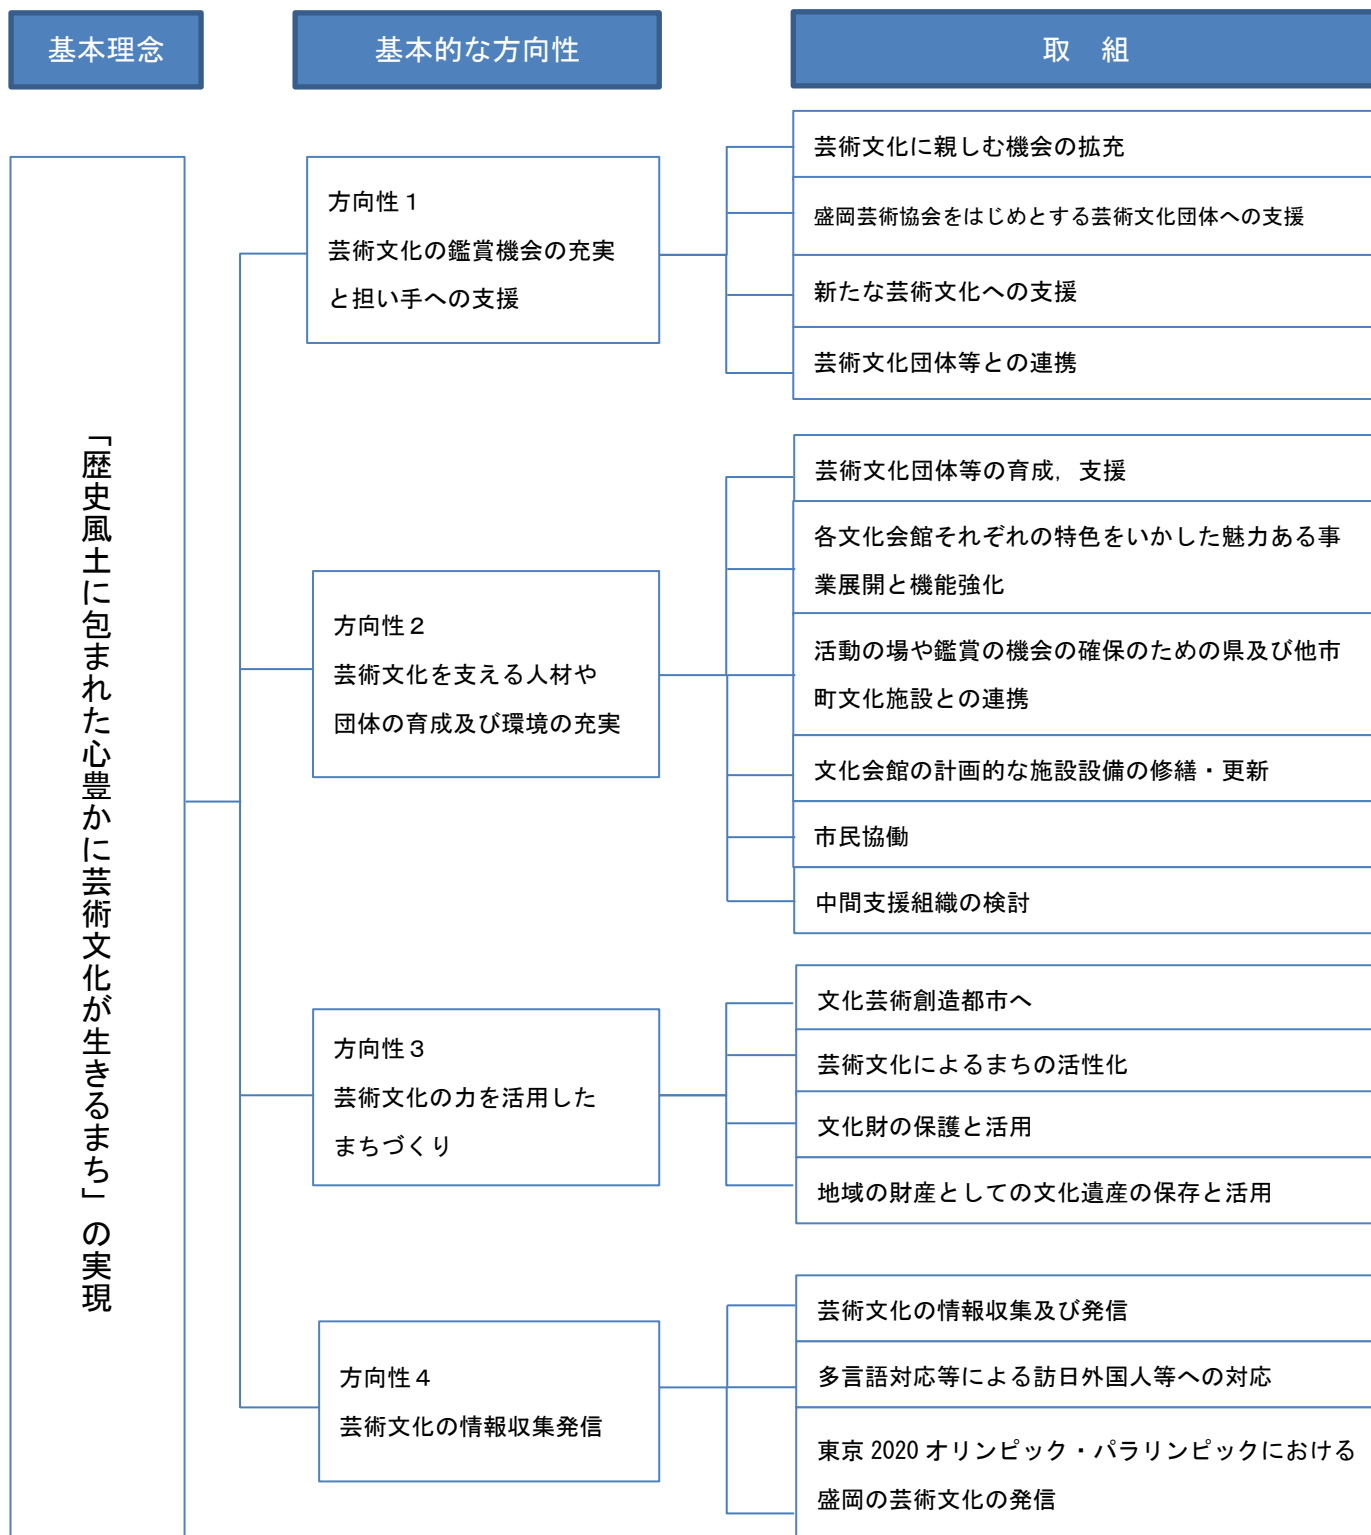 基本理念
基本的な方向性
取　組
「歴史風土に包まれた心豊かに芸術文化が生きるまち」の実現
方向性１
芸術文化の鑑賞機会の充実
と担い手への支援
芸術文化に親しむ機会の拡充
盛岡芸術協会をはじめとする芸術文化団体への支援
新たな芸術文化への支援
芸術文化団体等との連携
方向性２
芸術文化を支える人材や
団体の育成及び環境の充実
芸術文化団体等の育成，支援
各文化会館それぞれの特色をいかした魅力ある事
業展開と機能強化
活動の場や鑑賞の機会の確保のための県及び他市
町文化施設との連携
文化会館の計画的な施設設備の修繕・更新
市民協働
中間支援組織の検討
方向性３
芸術文化の力を活用した
まちづくり
文化芸術創造都市へ
芸術文化によるまちの活性化
文化財の保護と活用
地域の財産としての文化遺産の保存と活用
方向性４
芸術文化の情報収集発信
芸術文化の情報収集及び発信
多言語対応等による訪日外国人等への対応
東京 2020 オリンピック・パラリンピックにおける
盛岡の芸術文化の発信